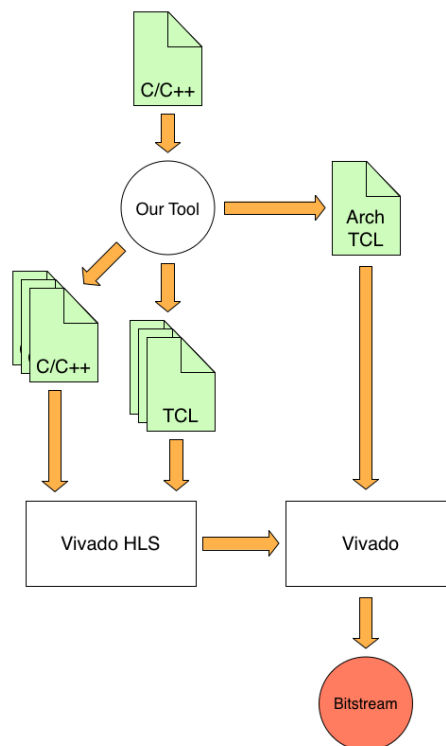 C/C++
Our Tool
Arch
TCL
C/C++
TCL
Vivado HLS
Vivado
Bitstream